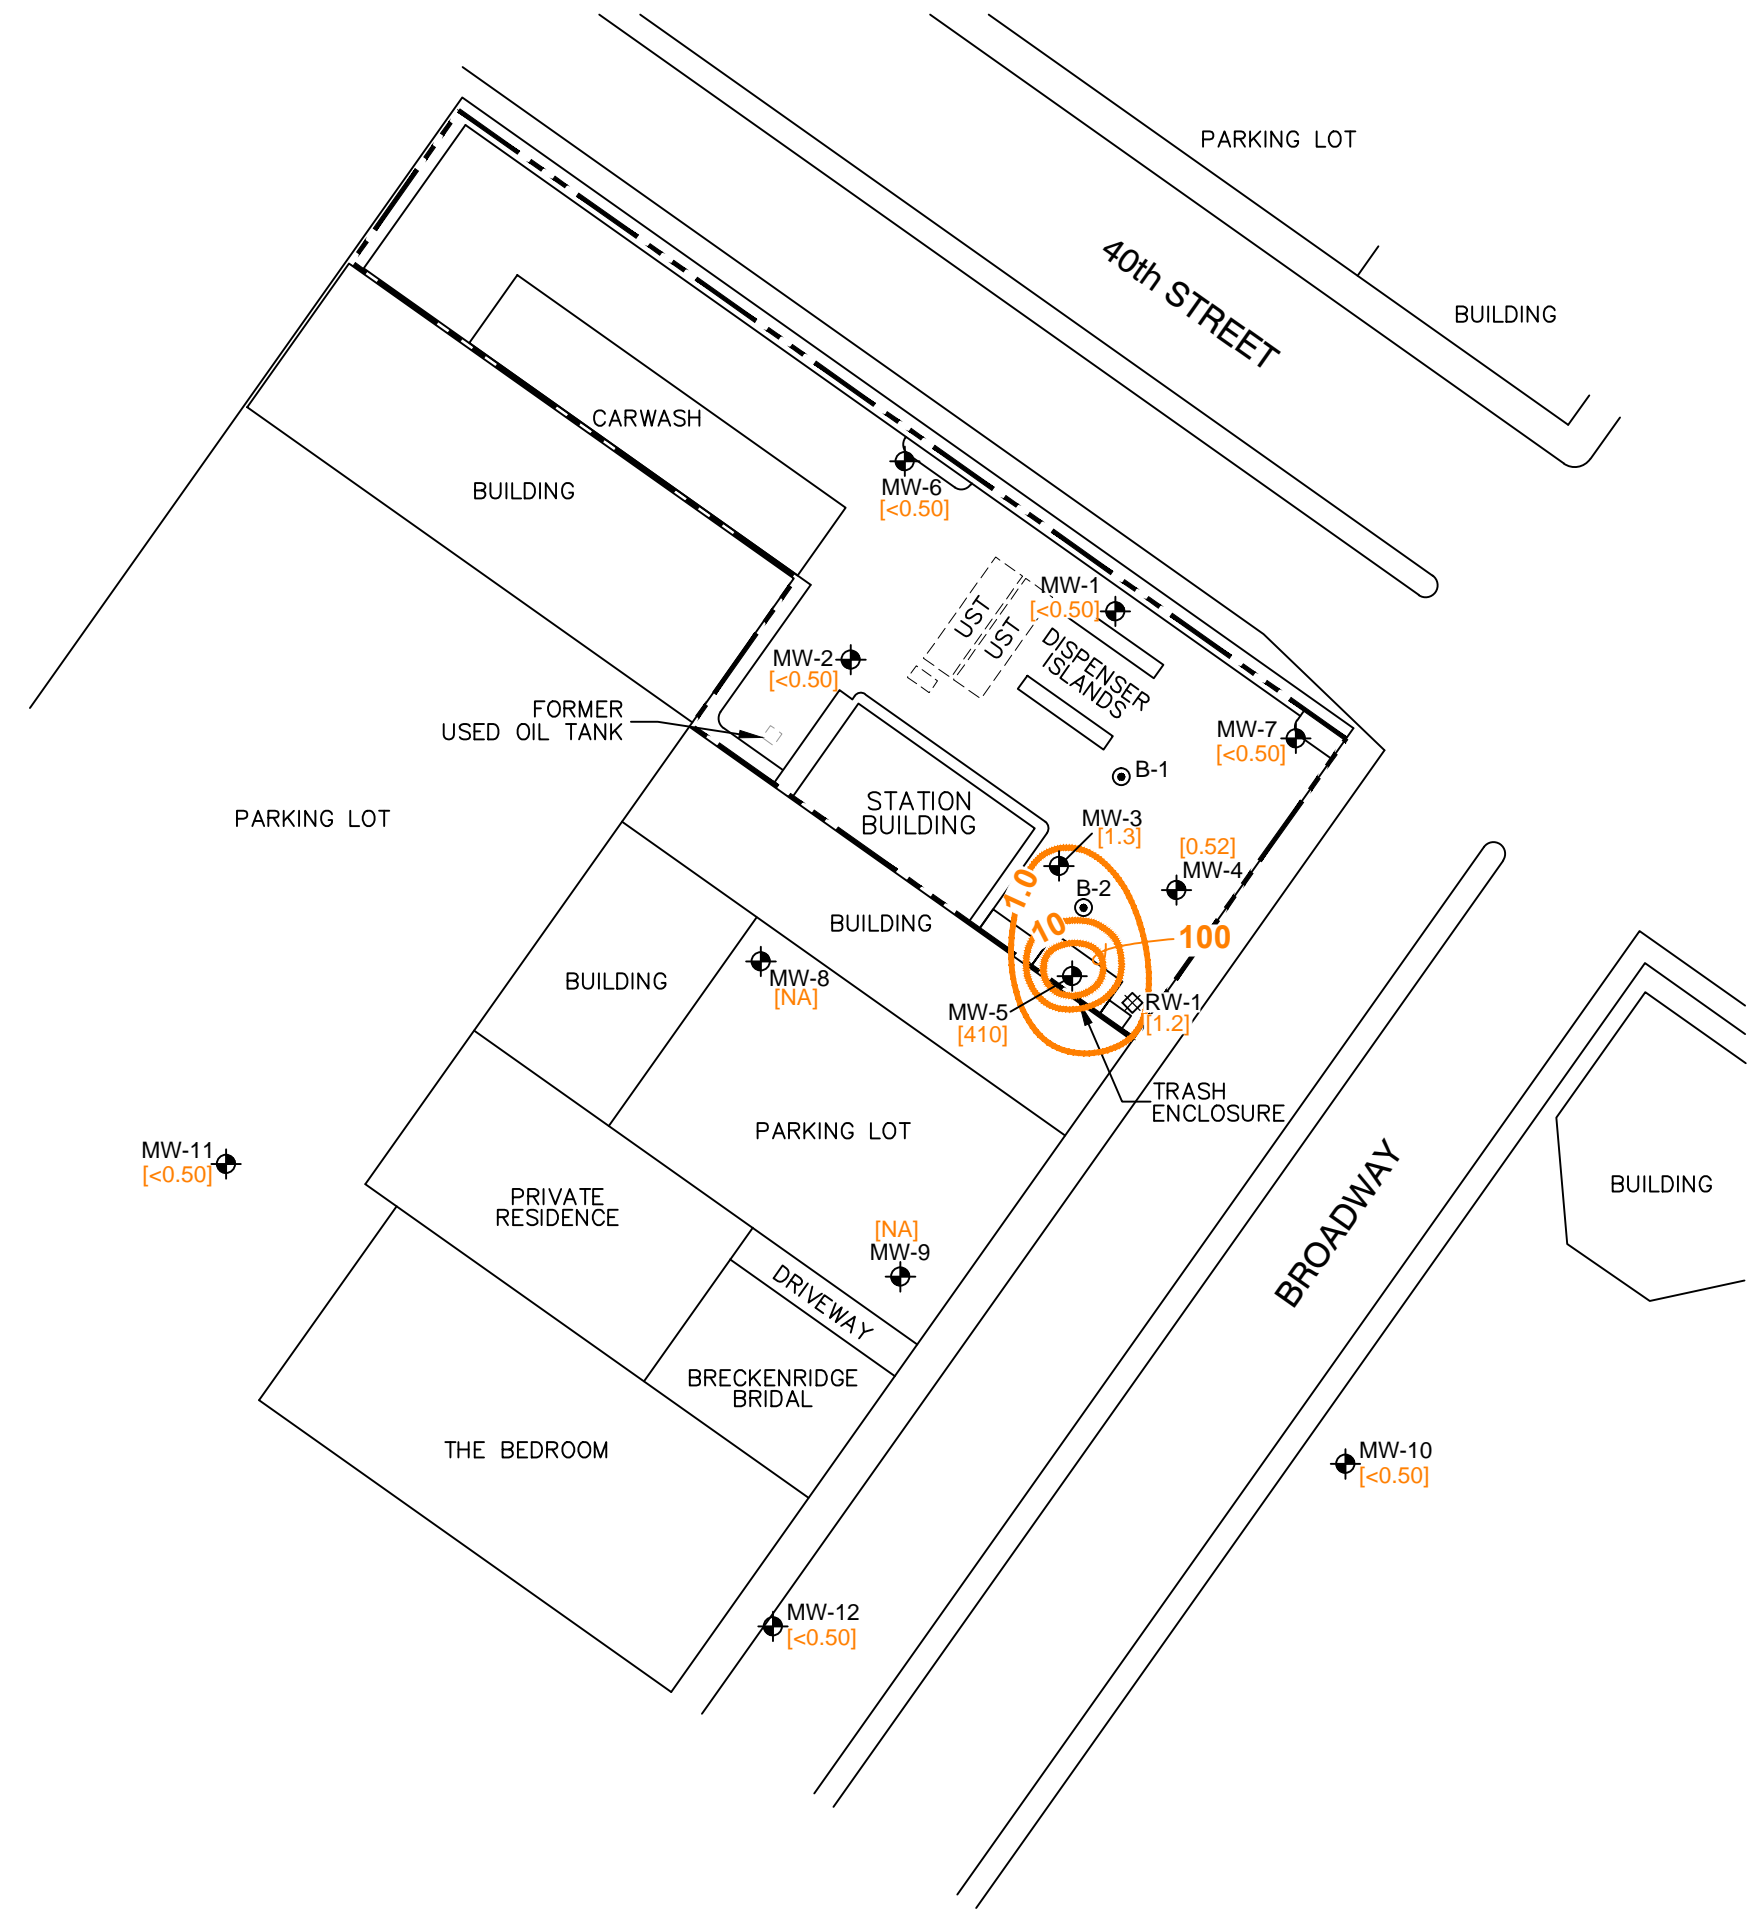 PARKING LOT
40th STREET
BUILDING
CARWASH
BUILDING
MW-6
[<0.50]
MW-1
[<0.50]
UST
UST
DISPENSER
ISLANDS
MW-2
[<0.50]
FORMER
USED OIL TANK
MW-7
[<0.50]
B-1
STATION
BUILDING
PARKING LOT
MW-3
[1.3]
[0.52]
MW-4
1.0
B-2
10
100
BUILDING
BUILDING
MW-8
[NA]
MW-5
[410]
RW-1
[1.2]
TRASH
ENCLOSURE
PARKING LOT
MW-11
[<0.50]
PRIVATE
RESIDENCE
BROADWAY
BUILDING
[NA]
MW-9
DRIVEWAY
BRECKENRIDGE
BRIDAL
THE BEDROOM
MW-10
[<0.50]
MW-12
[<0.50]